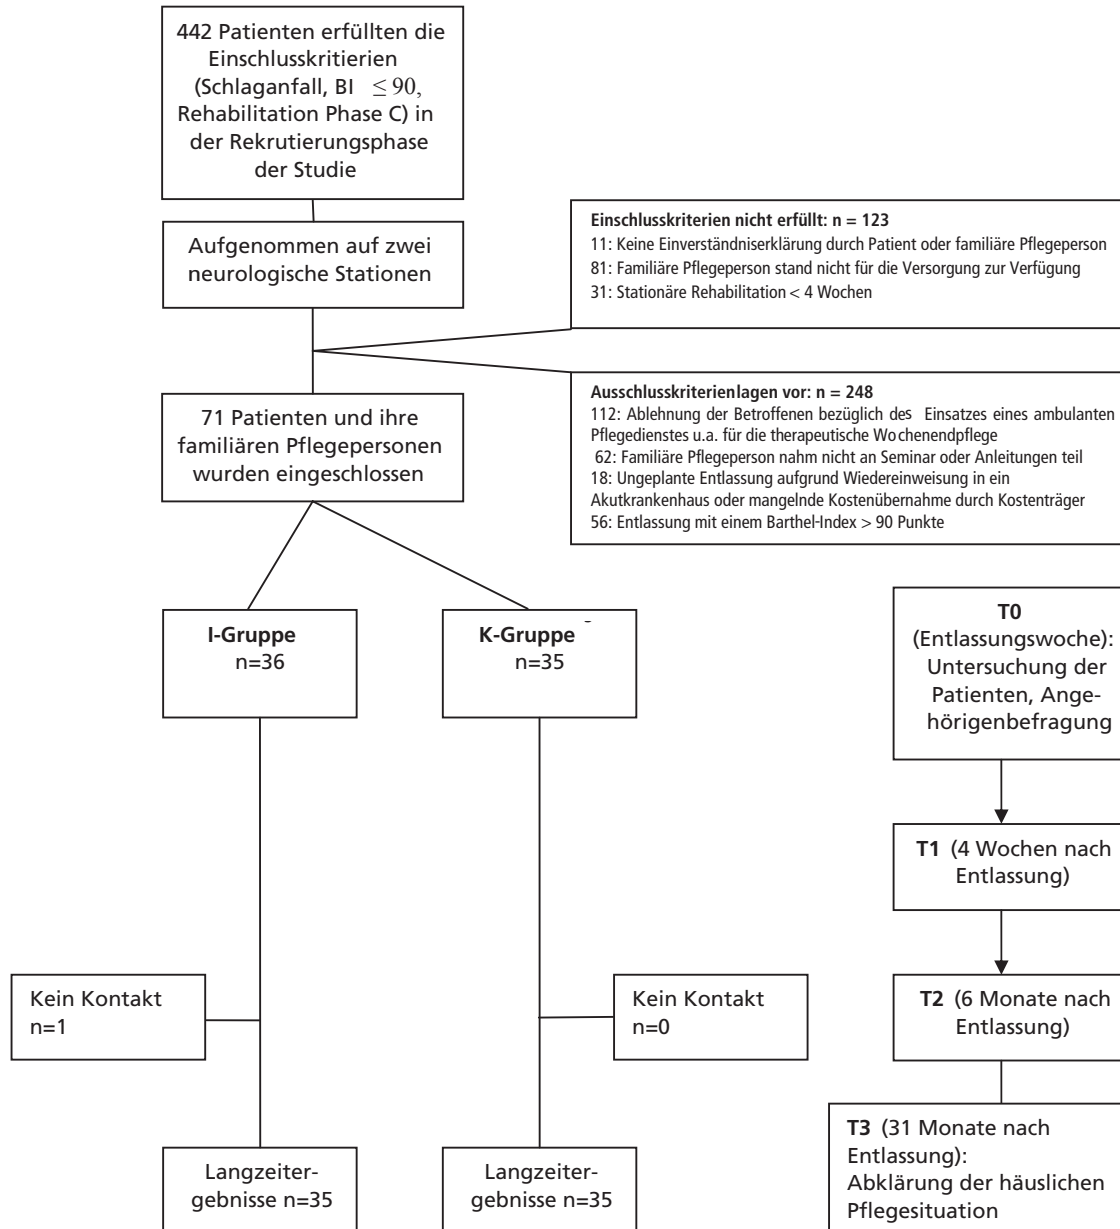 442 Patienten erfüllten die
Einschlusskritierien
(Schlaganfall, BI ≤ 90,
Rehabilitation Phase C) in
der Rekrutierungsphase
der Studie
Aufgenommen auf zwei
neurologische Stationen
Einschlusskriterien nicht erfüllt: n = 123
11: Keine Einverständniserklärung durch Patient oder familiäre Pflegeperson
81: Familiäre Pflegeperson stand nicht für die Versorgung zur Verfügung
31: Stationäre Rehabilitation < 4 Wochen
Ausschlusskriterienlagen vor: n = 248
112: Ablehnung der Betroffenen bezüglich des Einsatzes eines ambulanten
Pflegedienstes u.a. für die therapeutische Wochenendpflege
62: Familiäre Pflegeperson nahm nicht an Seminar oder Anleitungen teil
18: Ungeplante Entlassung aufgrund Wiedereinweisung in ein
Akutkrankenhaus oder mangelnde Kostenübernahme durch Kostenträger
56: Entlassung mit einem Barthel-Index > 90 Punkte
71 Patienten und ihre
familiären Pflegepersonen
wurden eingeschlossen
I-Gruppe
n=36
K-Gruppe
n=35
Kein Kontakt
n=1
Kein Kontakt
n=0
Langzeiter-
gebnisse n=35
Langzeiter-
gebnisse n=35
T0
(Entlassungswoche):
Untersuchung der
Patienten, Ange-
hörigenbefragung
T1 (4 Wochen nach
Entlassung)
T2 (6 Monate nach
Entlassung)
T3 (31 Monate nach
Entlassung):
Abklärung der häuslichen
Pflegesituation